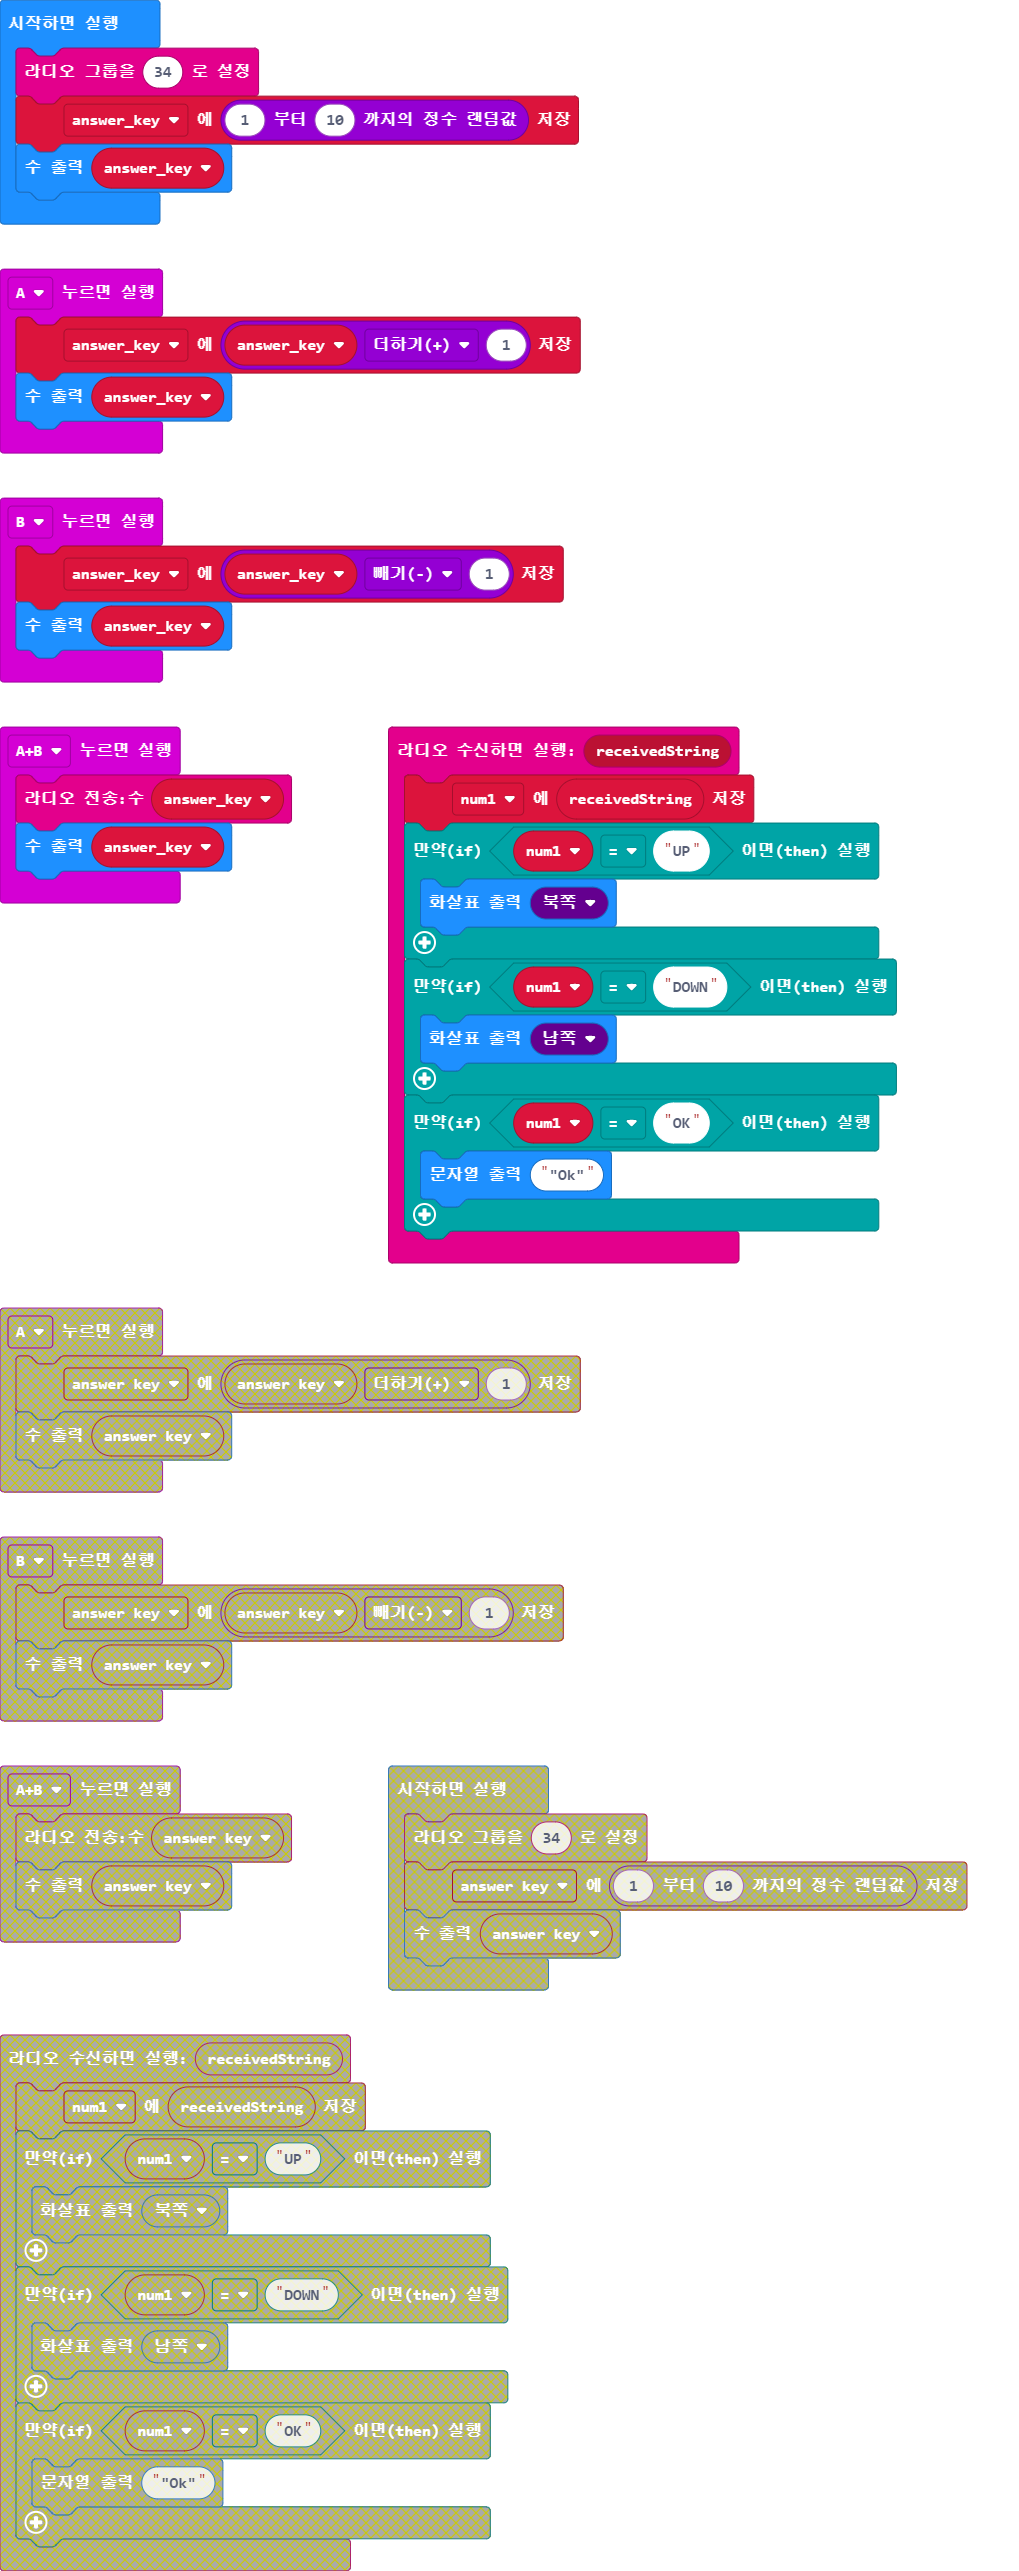 시작하면 실행
라디오 그룹을 34 로 설정
answer_key 에 1 부터 10 까지의 정수 랜덤값 저장
수 출력 answer_key
A 누르면 실행
answer_key 에 answer_key 더하기(+) 1 저장
수 출력 answer_key
B 누르면 실행
answer_key 에 answer_key 빼기(-) 1 저장
수 출력 answer_key
A+B 누르면 실행
라디오 전송:수 answer_key
수 출력 answer_key
라디오 수신하면 실행: receivedString
num1 에 receivedString 저장
만약(if) num1 = "UP" 이면(then) 실행
화살표 출력 북쪽
만약(if) num1 = "DOWN" 이면(then) 실행
화살표 출력 남쪽
만약(if) num1 = "OK" 이면(then) 실행
문자열 출력 ""Ok""
A 누르면 실행
answer key 에 answer key 더하기(+) 1 저장
수 출력 answer key
B 누르면 실행
answer key 에 answer key 빼기(-) 1 저장
수 출력 answer key
A+B 누르면 실행
라디오 전송:수 answer key
수 출력 answer key
시작하면 실행
라디오 그룹을 34 로 설정
answer key 에 1 부터 10 까지의 정수 랜덤값 저장
수 출력 answer key
라디오 수신하면 실행: receivedString
num1 에 receivedString 저장
만약(if) num1 = "UP" 이면(then) 실행
화살표 출력 북쪽
만약(if) num1 = "DOWN" 이면(then) 실행
화살표 출력 남쪽
만약(if) num1 = "OK" 이면(then) 실행
문자열 출력 ""Ok""